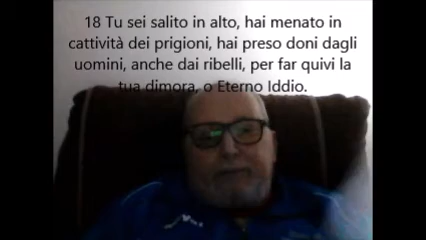 18 Tu sei salito in alto, hai menato in
cattività dei prigioni, hai preso doni dagli
uomini, anche dai ribelli, per far quivi la
tua dimora, o Eterno Iddio.